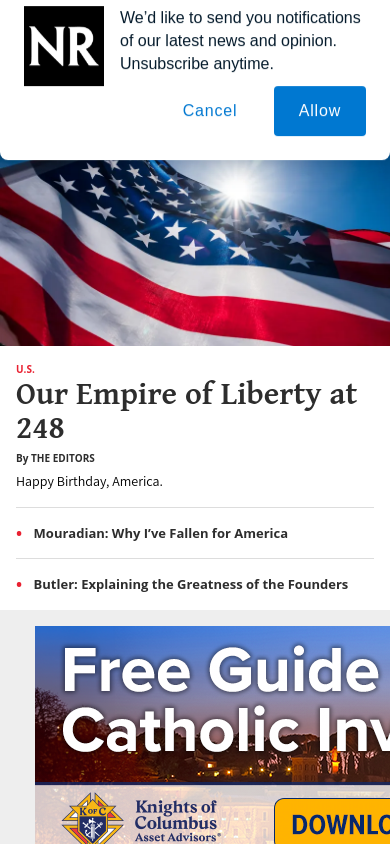 NR
We'd like to send you notifications
of our latest news and opinion.
Unsubscribe anytime.
Cancel
Allow
U.S.
Our Empire of Liberty at
248
By THE EDITORS
Happy Birthday, America.
• Mouradian: Why I've Fallen for America
• Butler: Explaining the Greatness of the Founders
Free Guide
Catholic Inv
K OF C
Knights of
Columbus
Asset Advisors®
DOWNLO